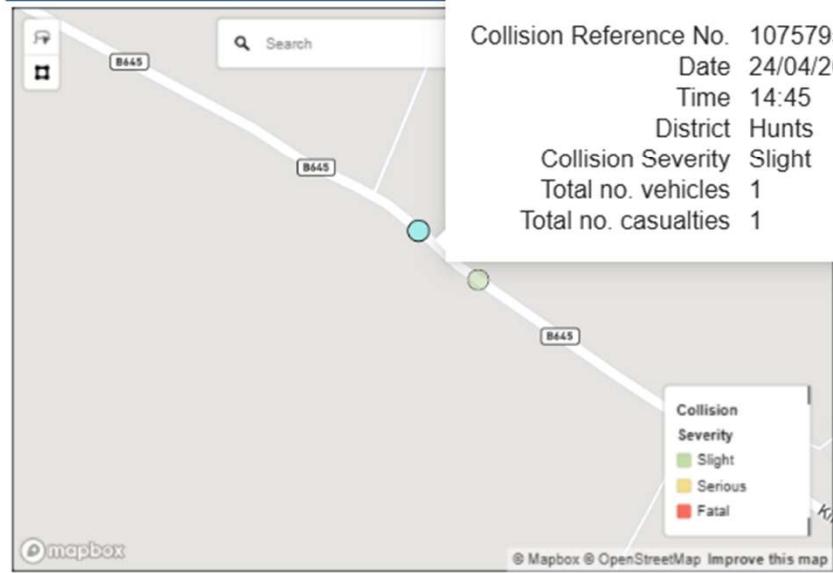 B645
Search
B645
B645
Collision Reference No. 107579
Date 24/04/20
Time 14:45
District Hunts
Collision Severity Slight
Total no. vehicles 1
Total no. casualties 1
Collision
Severity
Slight
Serious
Fatal
mapbox
© Mapbox © OpenStreetMap Improve this map